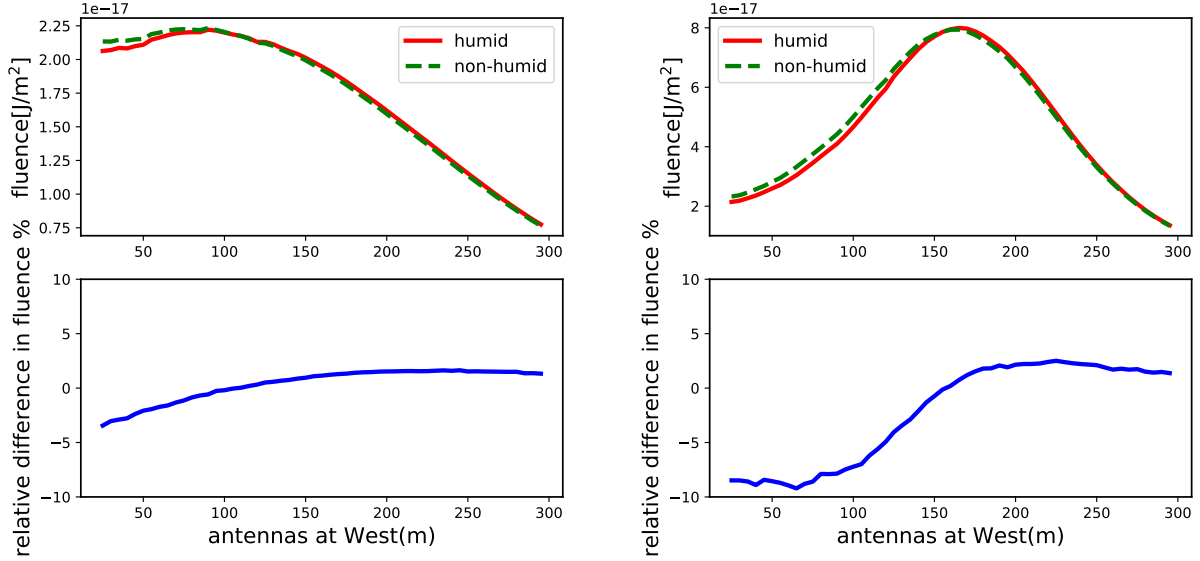 1e−17
fluence[J/m²]
2.25
2.00
1.75
1.50
1.25
1.00
0.75
humid
non-humid
50 100 150 200 250 300
1e−17
fluence[J/m²]
8
6
4
2
humid
non-humid
50 100 150 200 250 300
relative difference in fluence %
10
5
0
−5
−10
50 100 150 200 250 300
antennas at West(m)
relative difference in fluence %
10
5
0
−5
−10
50 100 150 200 250 300
antennas at West(m)